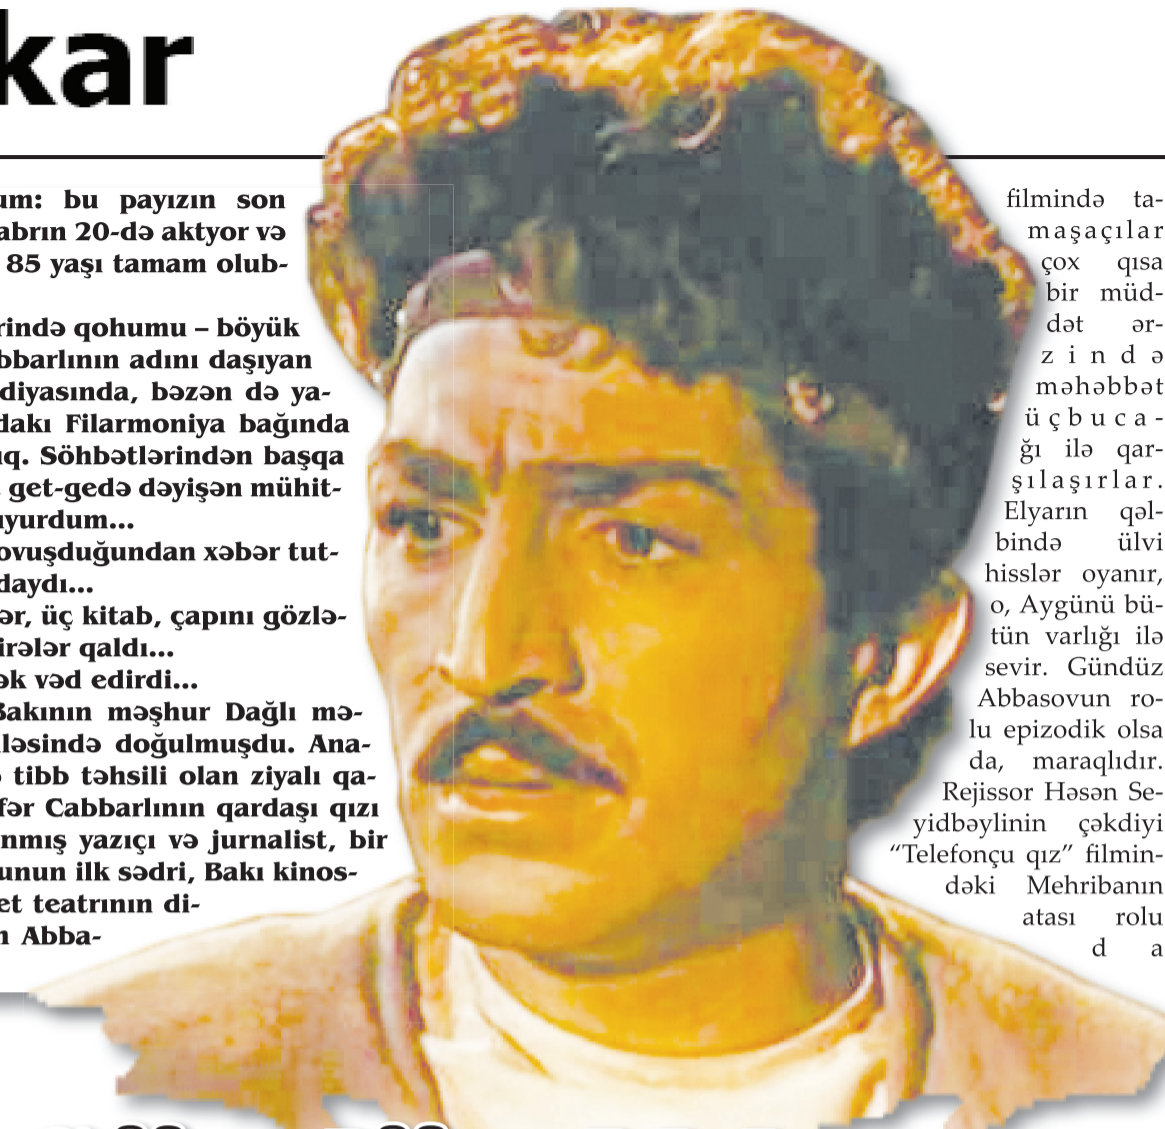 kar
um: bu payızın son
abrın 20-də aktyor və
85 yaşı tamam olub-
rində qohumu – böyük
bbarlının adını daşıyan
diyasında, bəzən də ya-
dakı Filarmoniya bağında
ıq. Söhbətlərindən başqa
get-gedə dəyişən mühit-
uyurdum...
ovuşduğundan xəbər tut-
daydı...
ər, üç kitab, çapını gözlə-
irələr qaldı...
ək vəd edirdi...
Bakının məşhur Dağlı mə-
ləsində doğulmuşdu. Ana-
tibb təhsili olan ziyalı qa-
fər Cabbarlının qardaşı qızı
nmış yazıçı və jurnalist, bir
unun ilk sədri, Bakı kinos-
et teatrının di-
Abba-
filmində ta-
maşaçılar
çox qısa
bir müd-
dət ər-
zində
məhəbbət
üçbuca-
ğı ilə qar-
şılaşırlar.
Elyarın qəl-
bində ülvi
hisslər oyanır,
o, Aygünü bü-
tün varlığı ilə
sevir. Gündüz
Abbasovun ro-
lu epizodik olsa
da, maraqlıdır.
Rejissor Həsən Se-
yidbəylinin çəkdiyi
“Telefonçu qız” filmin-
dəki Mehribanın
atası rolu
da